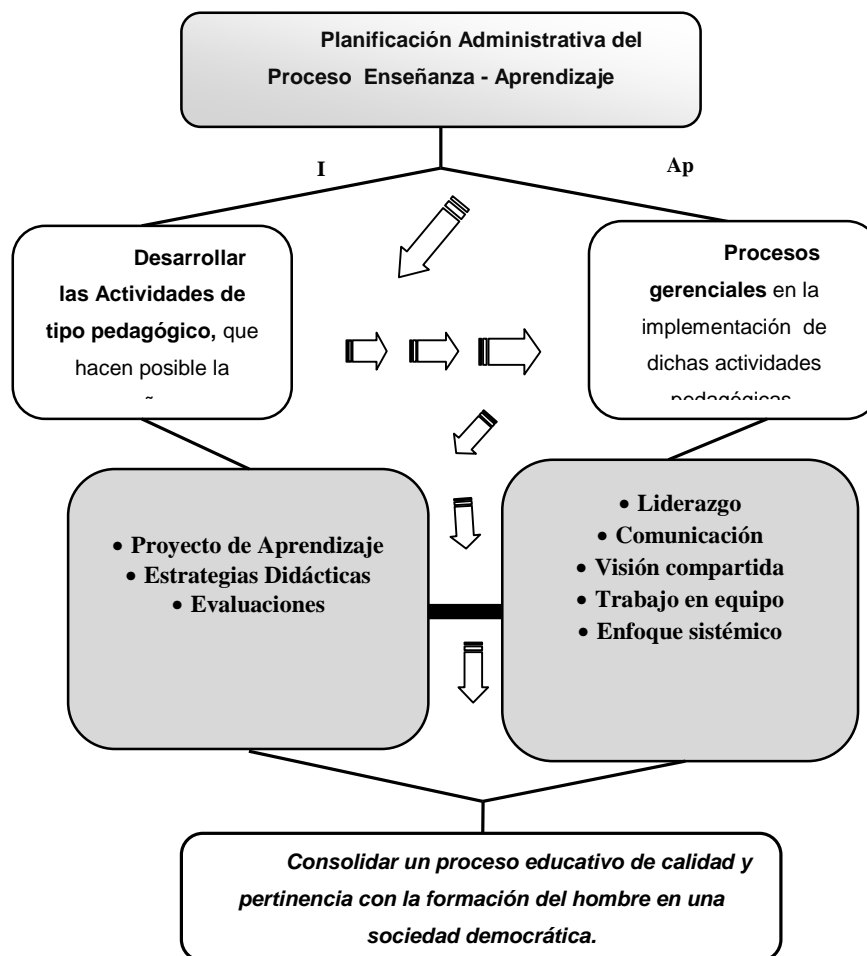 Planificación Administrativa del
Proceso Enseñanza - Aprendizaje
I
Ap
Desarrollar
las Actividades de
tipo pedagógico, que
hacen posible la
Procesos
gerenciales en la
implementación de
dichas actividades
pedagógicas
• Proyecto de Aprendizaje
• Estrategias Didácticas
• Evaluaciones
• Liderazgo
• Comunicación
• Visión compartida
• Trabajo en equipo
• Enfoque sistémico
Consolidar un proceso educativo de calidad y
pertinencia con la formación del hombre en una
sociedad democrática.